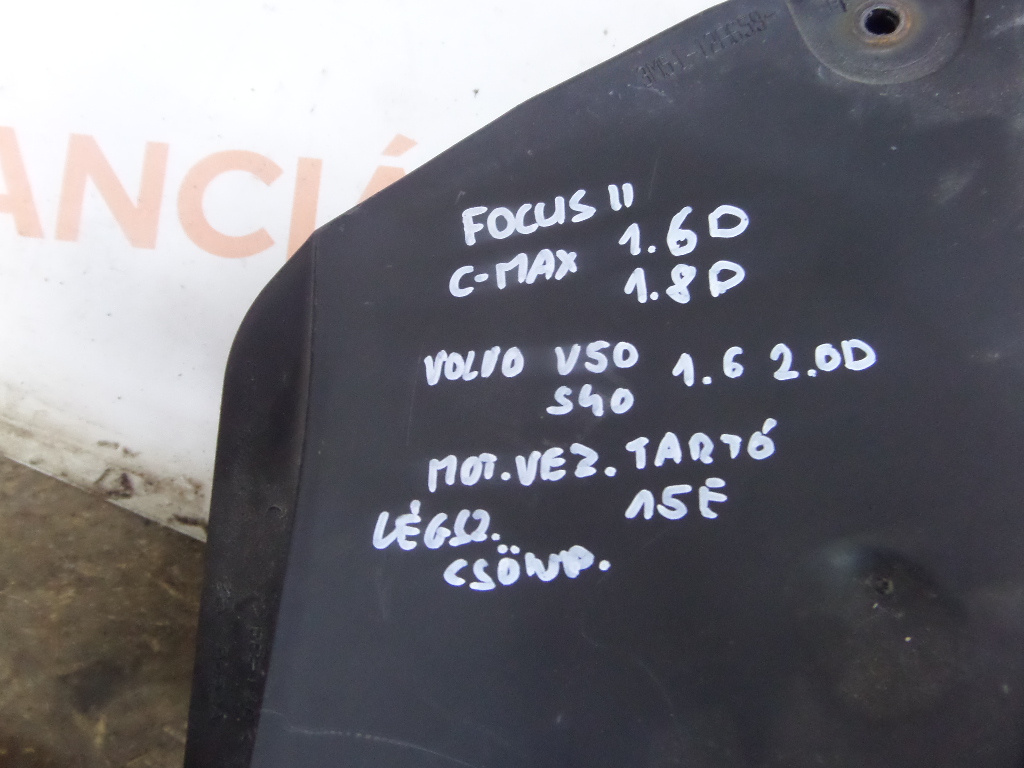 ANCIÁ
FOCUS II 1.6D
C-MAX 1.8D
VOLVO V50 1.6 2.0D
S40
MOT.VEZ.TARTÓ
LÉGSZ. 15E